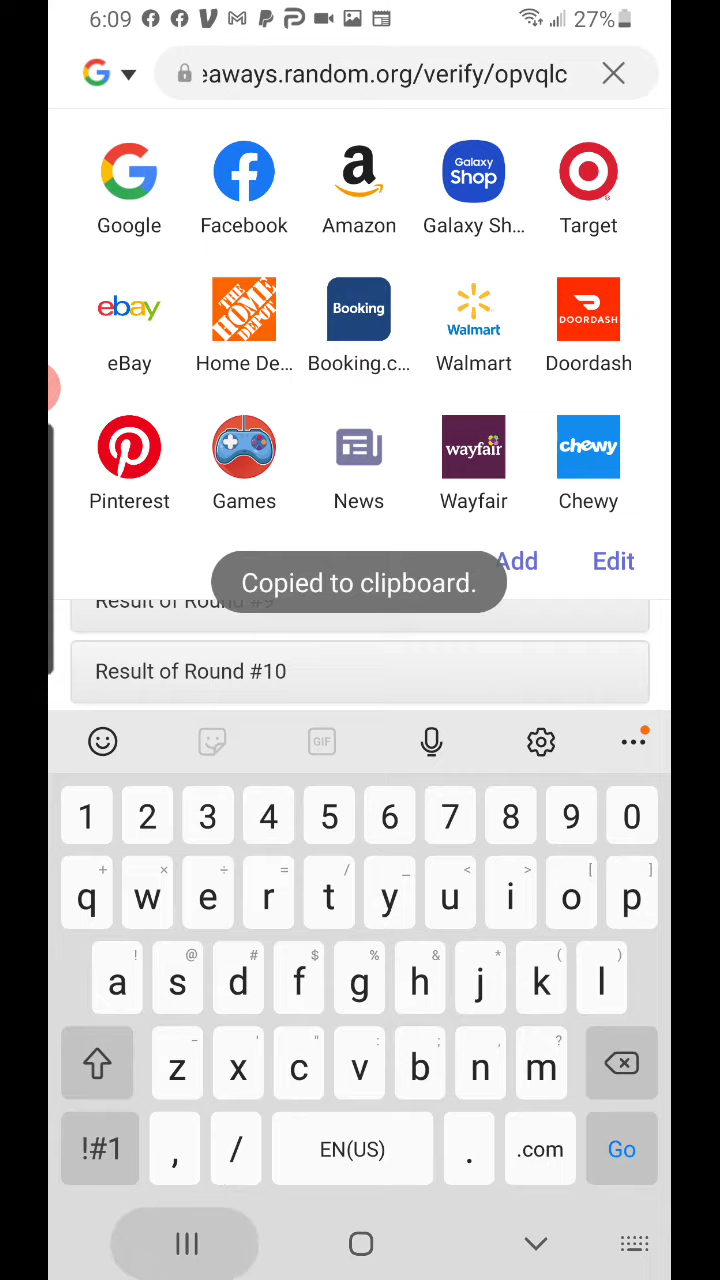 6:09
27%
:aways.random.org/verify/opvqlc
a
Galaxy
Shop
Google Facebook Amazon Galaxy Sh... Target
ebay
THE HOME DEPOT
Booking
Walmart
DOORDASH
eBay Home De... Booking.c... Walmart Doordash
wayfair
chewy
Pinterest Games News Wayfair Chewy
Add Edit
Copied to clipboard.
Result of Round #9
Result of Round #10
GIF
1 2 3 4 5 6 7 8 9 0
+ × ÷ = / _ < > [ ]
q w e r t y u i o p
! @ # $ % & * ( )
a s d f g h j k l
- ' " : ; , ?
z x c v b n m
!#1 , / EN(US) . .com Go